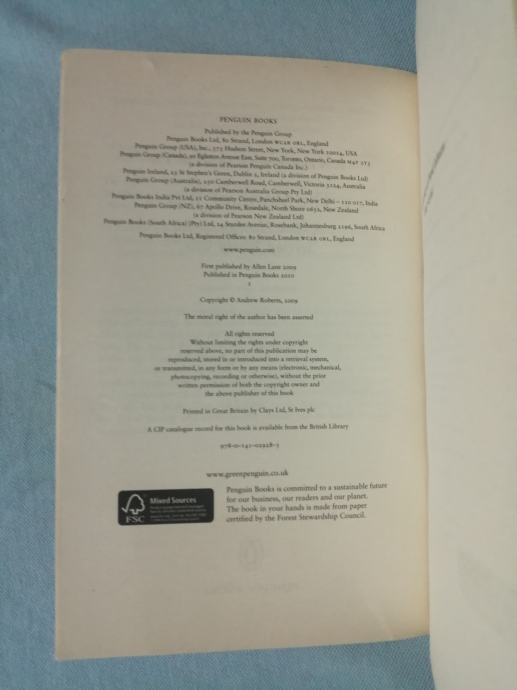 PENGUIN BOOKS
Published by the Penguin Group
Penguin Books Ltd, 80 Strand, London WC2R 0RL, England
Penguin Group (USA), Inc., 375 Hudson Street, New York, New York 10014, USA
Penguin Group (Canada), 90 Eglinton Avenue East, Suite 700, Toronto, Ontario, Canada M4P 2Y3
(a division of Pearson Penguin Canada Inc.)
Penguin Ireland, 25 St Stephen's Green, Dublin 2, Ireland (a division of Penguin Books Ltd)
Penguin Group (Australia), 250 Camberwell Road, Camberwell, Victoria 3124, Australia
(a division of Pearson Australia Group Pty Ltd)
Penguin Books India Pvt Ltd, 11 Community Centre, Panchsheel Park, New Delhi – 110 017, India
Penguin Group (NZ), 67 Apollo Drive, Rosedale, North Shore 0632, New Zealand
(a division of Pearson New Zealand Ltd)
Penguin Books (South Africa) (Pty) Ltd, 24 Sturdee Avenue, Rosebank, Johannesburg 2196, South Africa
Penguin Books Ltd, Registered Offices: 80 Strand, London WC2R 0RL, England
www.penguin.com
First published by Allen Lane 2009
Published in Penguin Books 2010
1
Copyright © Andrew Roberts, 2009
The moral right of the author has been asserted
All rights reserved
Without limiting the rights under copyright
reserved above, no part of this publication may be
reproduced, stored in or introduced into a retrieval system,
or transmitted, in any form or by any means (electronic, mechanical,
photocopying, recording or otherwise), without the prior
written permission of both the copyright owner and
the above publisher of this book
Printed in Great Britain by Clays Ltd, St Ives plc
A CIP catalogue record for this book is available from the British Library
978-0-141-02928-3
www.greenpenguin.co.uk
Mixed Sources
FSC
Penguin Books is committed to a sustainable future
for our business, our readers and our planet.
The book in your hands is made from paper
certified by the Forest Stewardship Council.